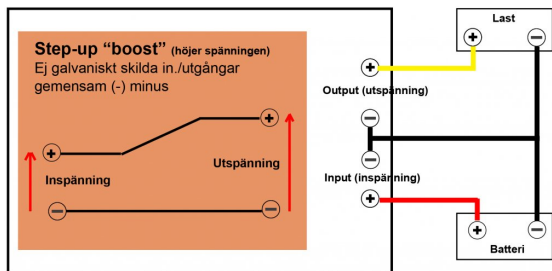 Step-up “boost” (höjer spänningen)
Ej galvaniskt skilda in./utgångar
gemensam (-) minus
+
+
Inspänning
Utspänning
−
−
+
Output (utspänning)
−
−
Input (inspänning)
+
Last
+ −
+ −
Batteri